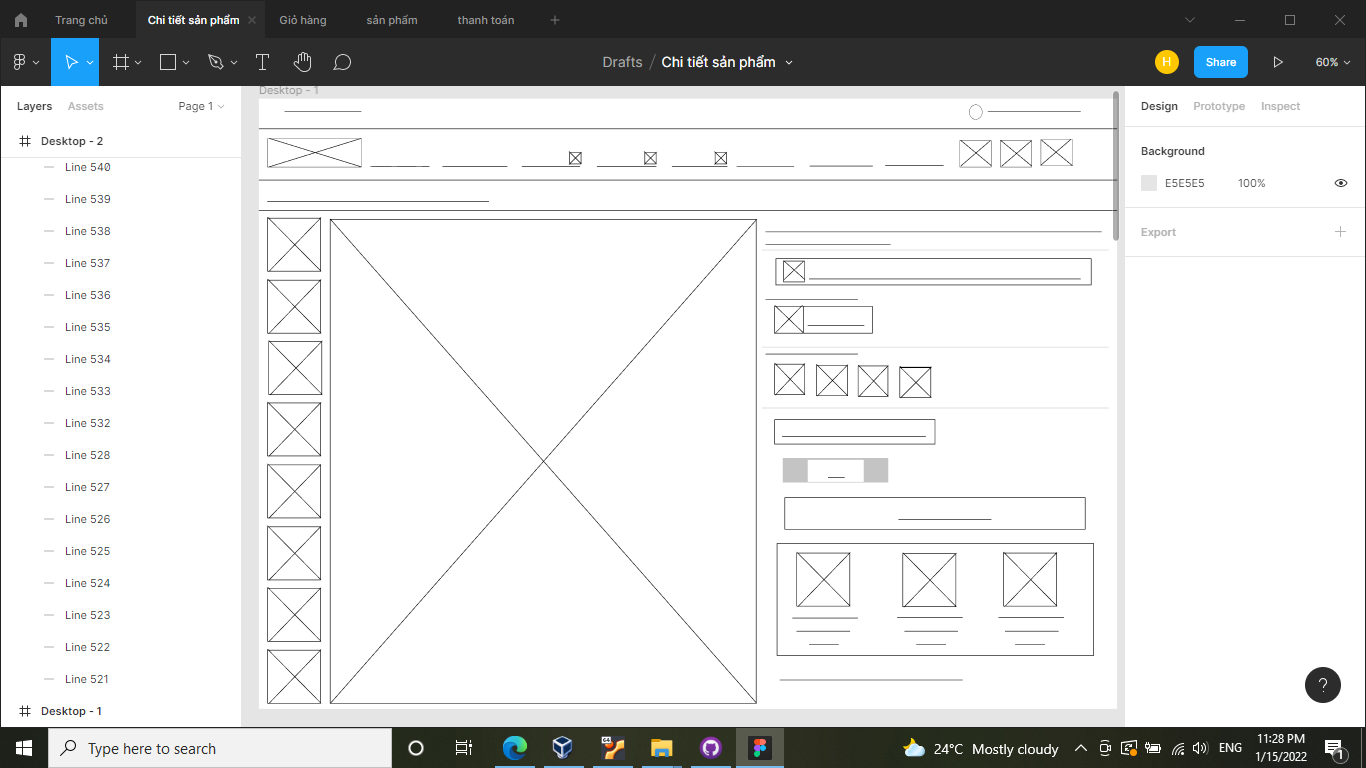 Trang chủ
Chi tiết sản phẩm
Giỏ hàng
sản phẩm
thanh toán
Drafts / Chi tiết sản phẩm
H
Share
60%
Layers
Assets
Page 1
Desktop - 2
Line 540
Line 539
Line 538
Line 537
Line 536
Line 535
Line 534
Line 533
Line 532
Line 528
Line 527
Line 526
Line 525
Line 524
Line 523
Line 522
Line 521
Desktop - 1
Desktop - 1
Design
Prototype
Inspect
Background
E5E5E5
100%
Export
?
Type here to search
64
24°C Mostly cloudy
ENG
11:28 PM
1/15/2022
1